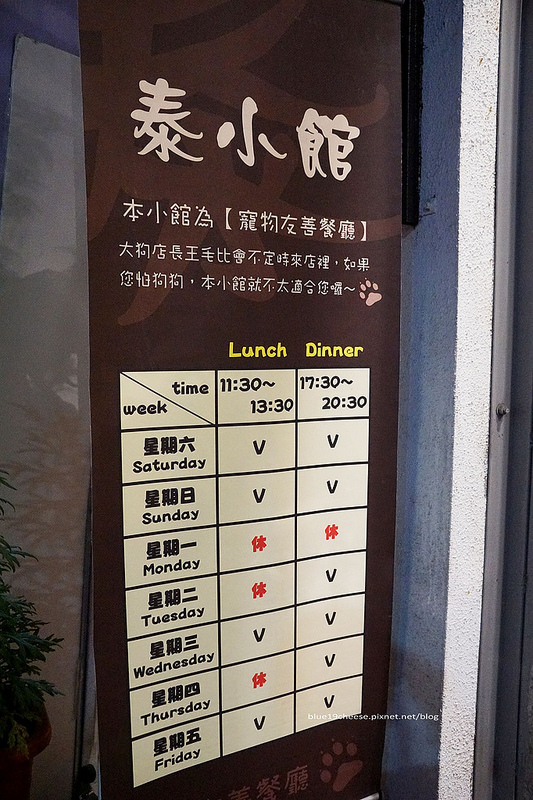 泰小館
本小館為【寵物友善餐廳】
大狗店長王毛比會不定時來店裡，如果
您怕狗狗，本小館就不太適合您喔～
Lunch Dinner
time 11:30~ 17:30~
week 13:30 20:30
星期六 V V
Saturday
星期日 V V
Sunday
星期一 休 休
Monday
星期二 休 V
Tuesday
星期三 V V
Wednesday
星期四 休 V
Thursday
星期五 V V
Friday
blue19cheese.pixnet.net/blog
善餐廳